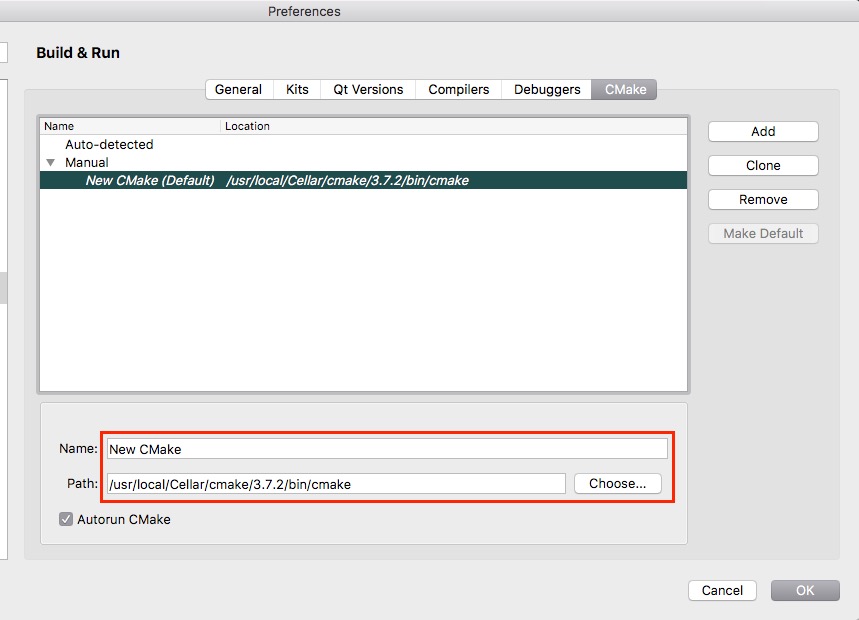 Preferences
Build & Run
General Kits Qt Versions Compilers Debuggers CMake
Name Location
Auto-detected
Manual
New CMake (Default) /usr/local/Cellar/cmake/3.7.2/bin/cmake
Add
Clone
Remove
Make Default
Name: New CMake
Path: /usr/local/Cellar/cmake/3.7.2/bin/cmake Choose...
Autorun CMake
Cancel OK